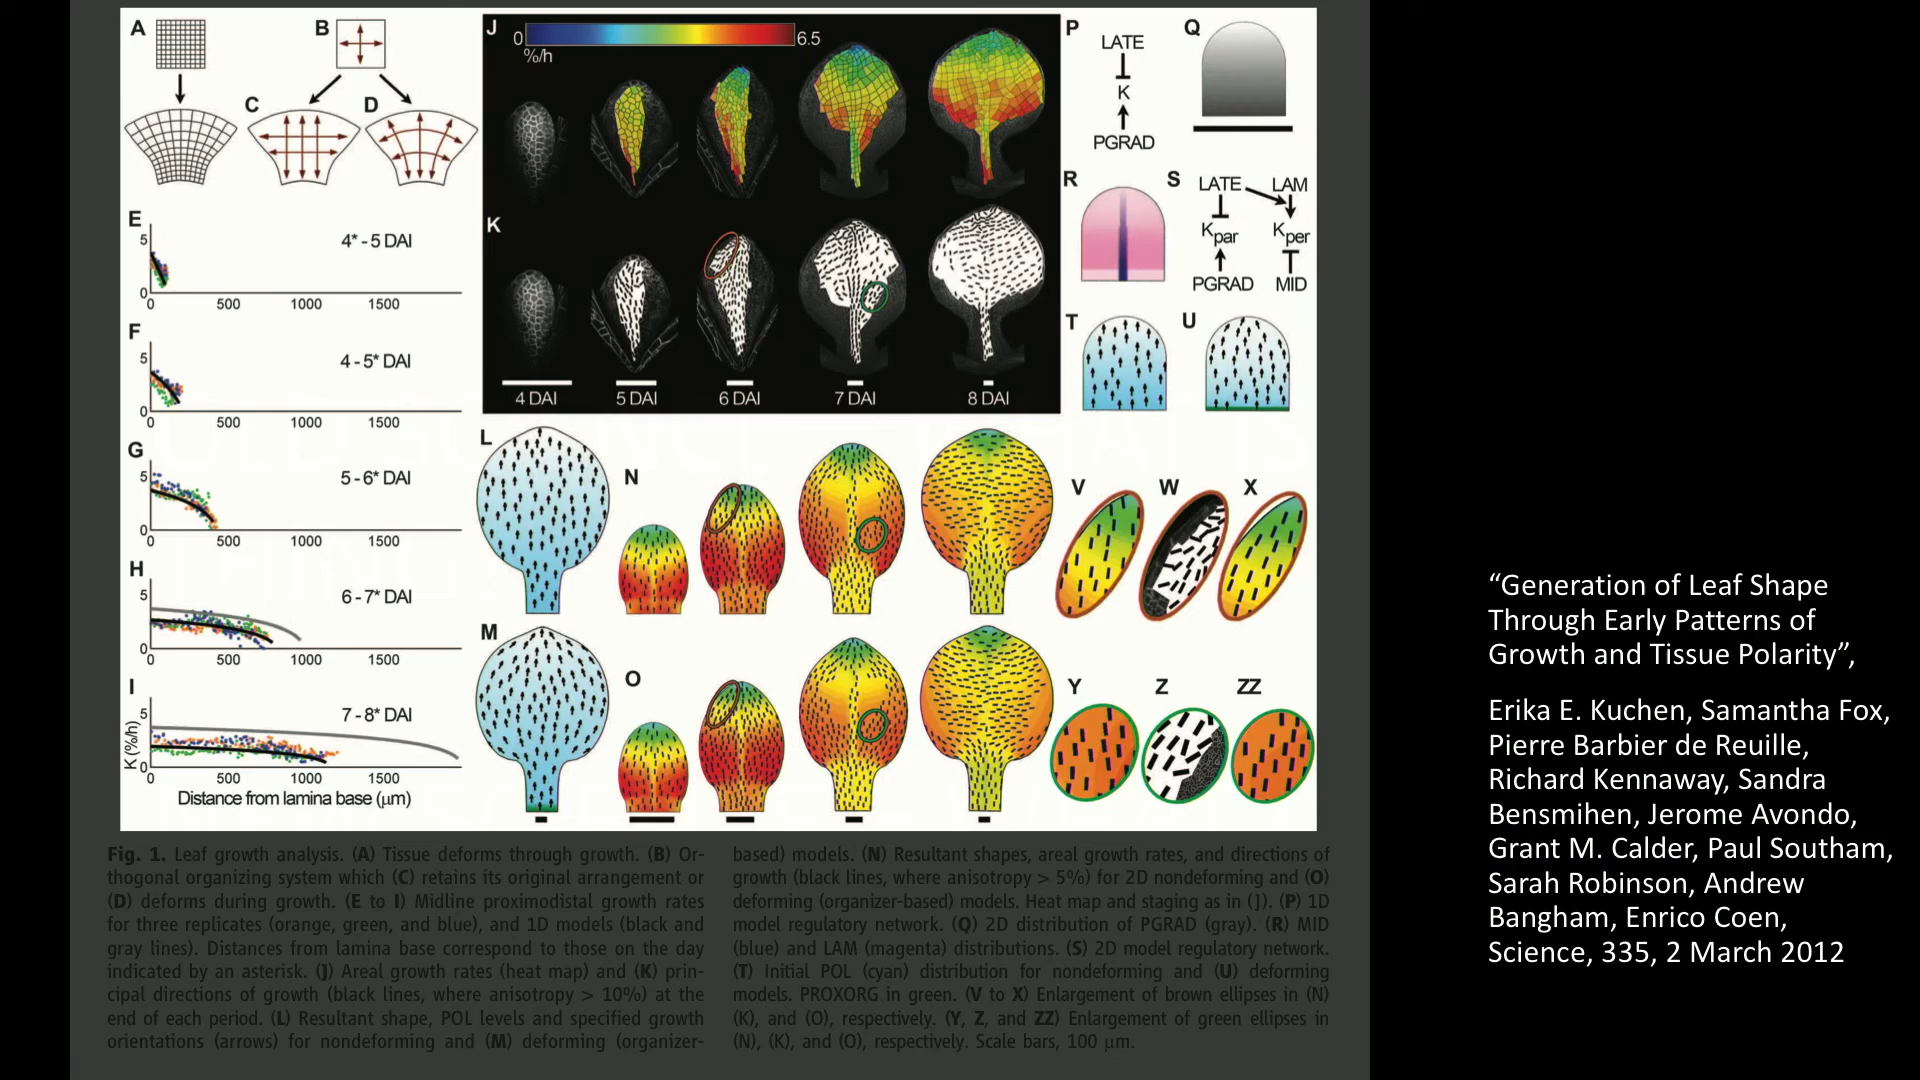 A
B
C
D
E
5
0
4* - 5 DAI
0 500 1000 1500
F
5
0
4 - 5* DAI
0 500 1000 1500
G
5
0
5 - 6* DAI
0 500 1000 1500
H
5
0
6 - 7* DAI
0 500 1000 1500
I
5
0
K (%/h)
7 - 8* DAI
0 500 1000 1500
Distance from lamina base (μm)
J
0 6.5
%/h
K
4 DAI 5 DAI 6 DAI 7 DAI 8 DAI
L
M
N
O
P
LATE
K
PGRAD
Q
R
S
LATE LAM
Kpar Kper
PGRAD MID
T
U
V W X
Y Z ZZ
Fig. 1. Leaf growth analysis. (A) Tissue deforms through growth. (B) Or-
thogonal organizing system which (C) retains its original arrangement or
(D) deforms during growth. (E to I) Midline proximodistal growth rates
for three replicates (orange, green, and blue), and 1D models (black and
gray lines). Distances from lamina base correspond to those on the day
indicated by an asterisk. (J) Areal growth rates (heat map) and (K) prin-
cipal directions of growth (black lines, where anisotropy > 10%) at the
end of each period. (L) Resultant shape, POL levels and specified growth
orientations (arrows) for nondeforming and (M) deforming (organizer-
based) models. (N) Resultant shapes, areal growth rates, and directions of
growth (black lines, where anisotropy > 5%) for 2D nondeforming and (O)
deforming (organizer-based) models. Heat map and staging as in (J). (P) 1D
model regulatory network. (Q) 2D distribution of PGRAD (gray). (R) MID
(blue) and LAM (magenta) distributions. (S) 2D model regulatory network.
(T) Initial POL (cyan) distribution for nondeforming and (U) deforming
models. PROXORG in green. (V to X) Enlargement of brown ellipses in (N)
(K), and (O), respectively. (Y, Z, and ZZ) Enlargement of green ellipses in
(N), (K), and (O), respectively. Scale bars, 100 μm.
“Generation of Leaf Shape
Through Early Patterns of
Growth and Tissue Polarity”,
Erika E. Kuchen, Samantha Fox,
Pierre Barbier de Reuille,
Richard Kennaway, Sandra
Bensmihen, Jerome Avondo,
Grant M. Calder, Paul Southam,
Sarah Robinson, Andrew
Bangham, Enrico Coen,
Science, 335, 2 March 2012